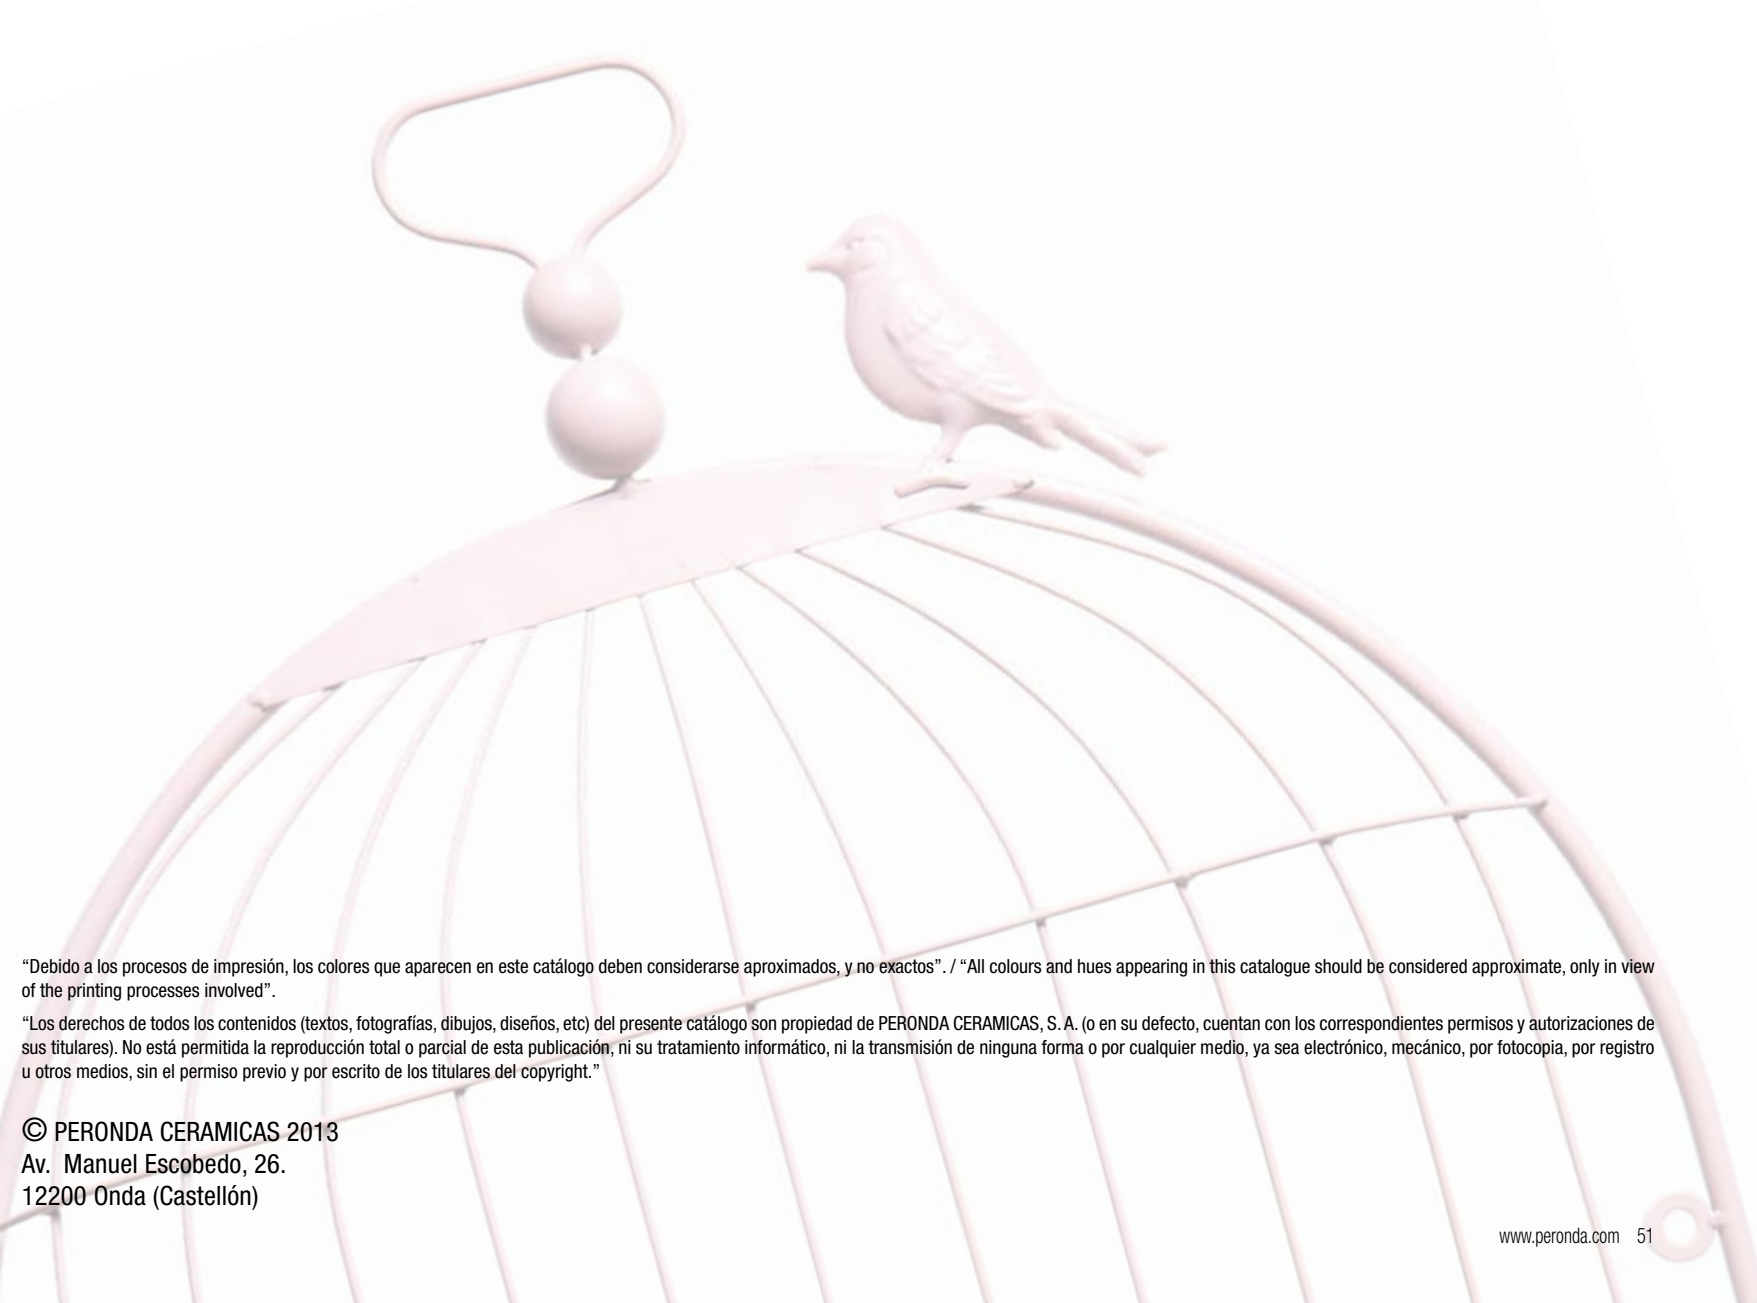 “Debido a los procesos de impresión, los colores que aparecen en este catálogo deben considerarse aproximados, y no exactos”. / “All colours and hues appearing in this catalogue should be considered approximate, only in view
of the printing processes involved”.
“Los derechos de todos los contenidos (textos, fotografías, dibujos, diseños, etc) del presente catálogo son propiedad de PERONDA CERAMICAS, S. A. (o en su defecto, cuentan con los correspondientes permisos y autorizaciones de
sus titulares). No está permitida la reproducción total o parcial de esta publicación, ni su tratamiento informático, ni la transmisión de ninguna forma o por cualquier medio, ya sea electrónico, mecánico, por fotocopia, por registro
u otros medios, sin el permiso previo y por escrito de los titulares del copyright.”
© PERONDA CERAMICAS 2013
Av. Manuel Escobedo, 26.
12200 Onda (Castellón)
www.peronda.com 51